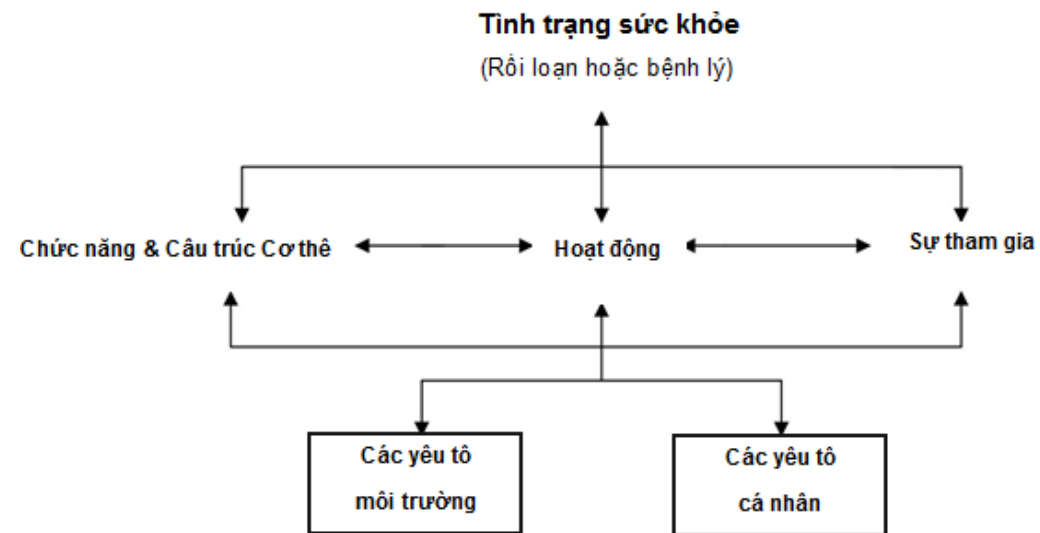 Tình trạng sức khỏe
(Rối loạn hoặc bệnh lý)
Chức năng & Câu trúc Cơ thê
Hoạt động
Sự tham gia
Các yêu tô
môi trường
Các yêu tô
cá nhân